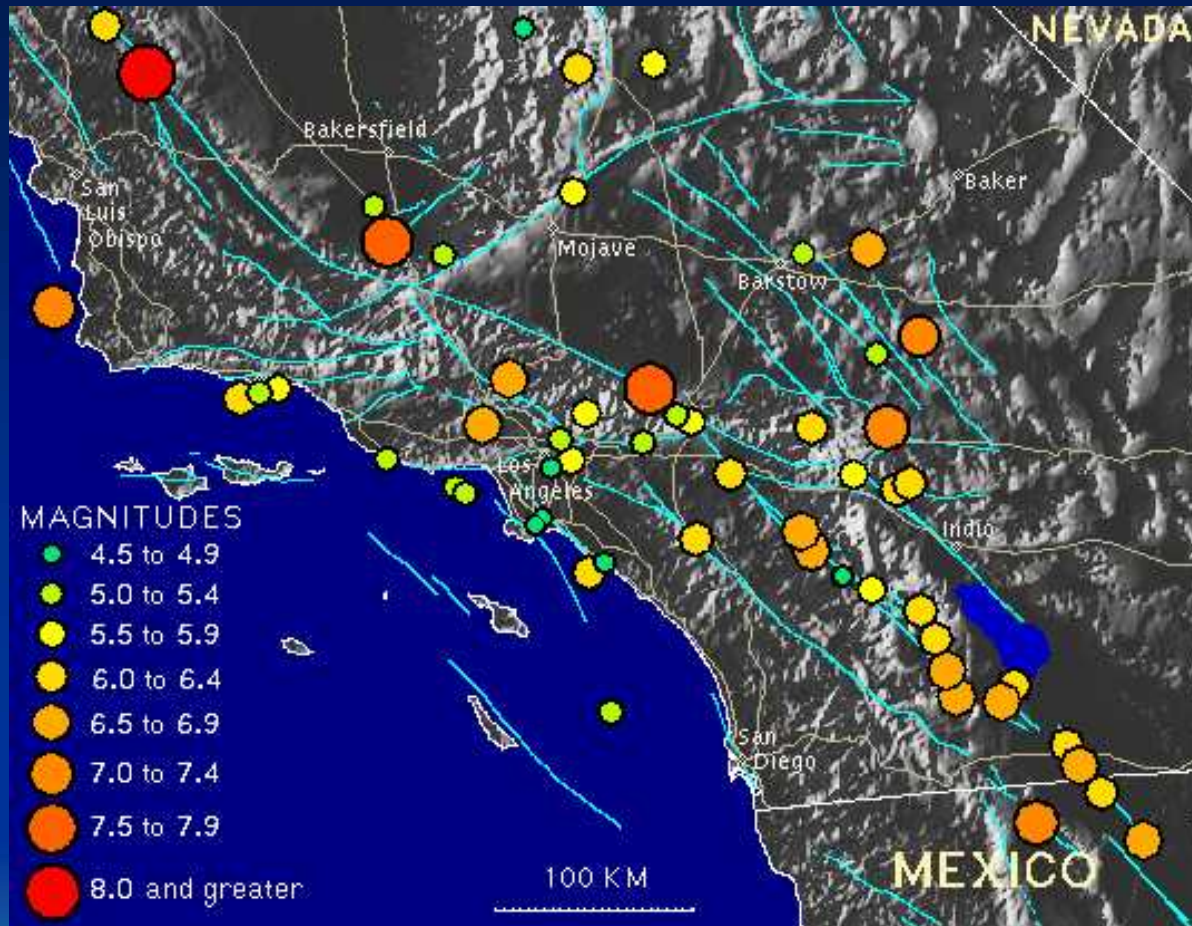 NEVADA
Bakersfield
San
Luis
Obispo
Baker
Mojave
Barstow
Los
Angeles
Indio
MAGNITUDES
4.5 to 4.9
5.0 to 5.4
5.5 to 5.9
6.0 to 6.4
6.5 to 6.9
7.0 to 7.4
7.5 to 7.9
8.0 and greater
San
Diego
100 KM
MEXICO